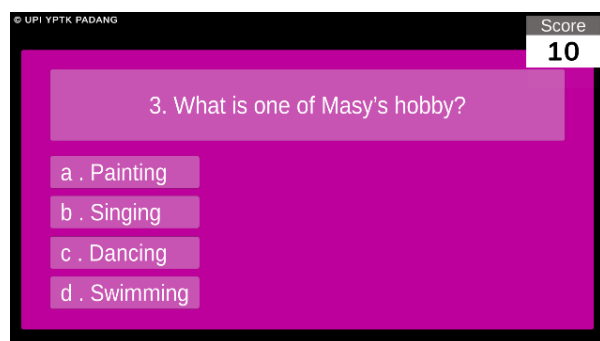 © UPI YPTK PADANG
Score
10
3. What is one of Masy’s hobby?
a . Painting
b . Singing
c . Dancing
d . Swimming